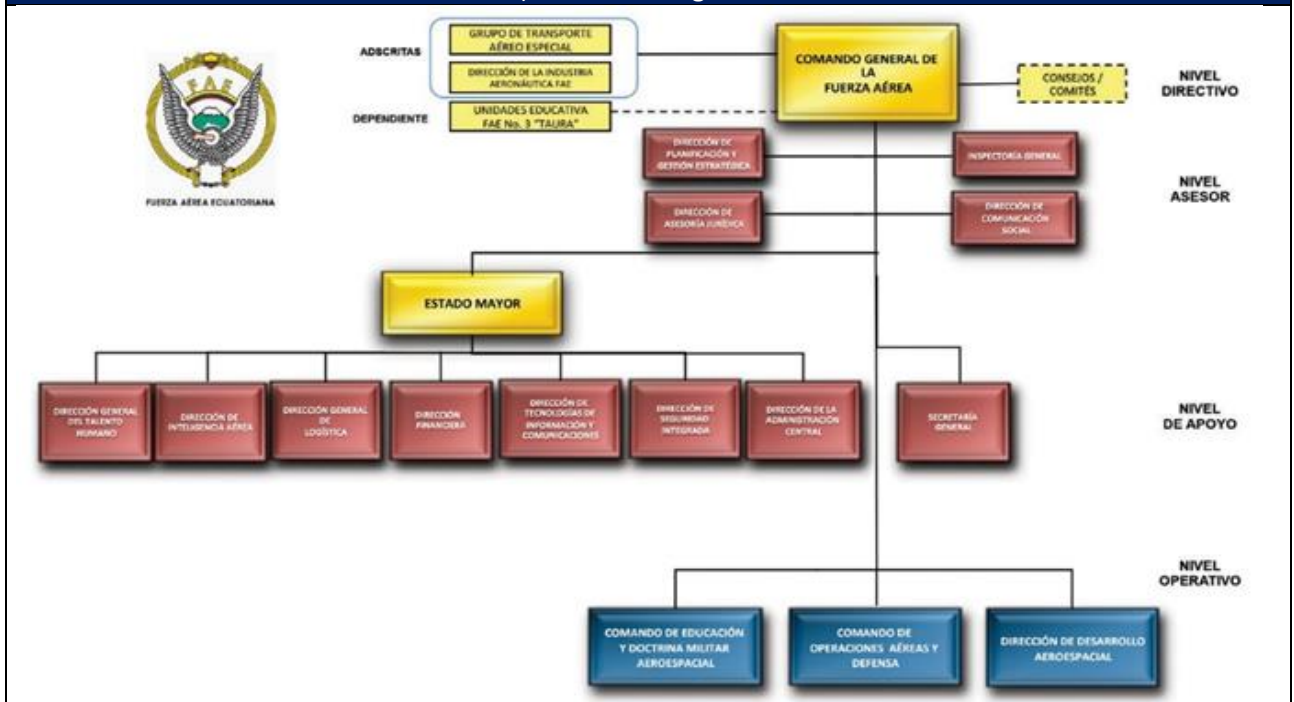 ADSCRITAS
GRUPO DE TRANSPORTE
AÉREO ESPECIAL
DIRECCIÓN DE LA INDUSTRIA
AERONÁUTICA FAE
DEPENDIENTE
UNIDADES EDUCATIVA
FAE No. 3 "TAURA"
COMANDO GENERAL DE
LA
FUERZA AÉREA
CONSEJOS /
COMITÉS
NIVEL
DIRECTIVO
FAE
FUERZA AÉREA ECUATORIANA
DIRECCIÓN DE
PLANIFICACIÓN Y
GESTIÓN ESTRATÉGICA
INSPECTORÍA GENERAL
NIVEL
ASESOR
DIRECCIÓN DE
ASESORÍA JURÍDICA
DIRECCIÓN DE
COMUNICACIÓN
SOCIAL
ESTADO MAYOR
DIRECCIÓN GENERAL
DEL TALENTO
HUMANO
DIRECCIÓN DE
INTELIGENCIA AÉREA
DIRECCIÓN GENERAL
DE
LOGÍSTICA
DIRECCIÓN
FINANCIERA
DIRECCIÓN DE
TECNOLOGÍAS DE
INFORMACIÓN Y
COMUNICACIONES
DIRECCIÓN DE
SEGURIDAD
INTEGRADA
DIRECCIÓN DE LA
ADMINISTRACIÓN
CENTRAL
SECRETARÍA
GENERAL
NIVEL
DE APOYO
NIVEL
OPERATIVO
COMANDO DE EDUCACIÓN
Y DOCTRINA MILITAR
AEROESPACIAL
COMANDO DE
OPERACIONES AÉREAS Y
DEFENSA
DIRECCIÓN DE DESARROLLO
AEROESPACIAL